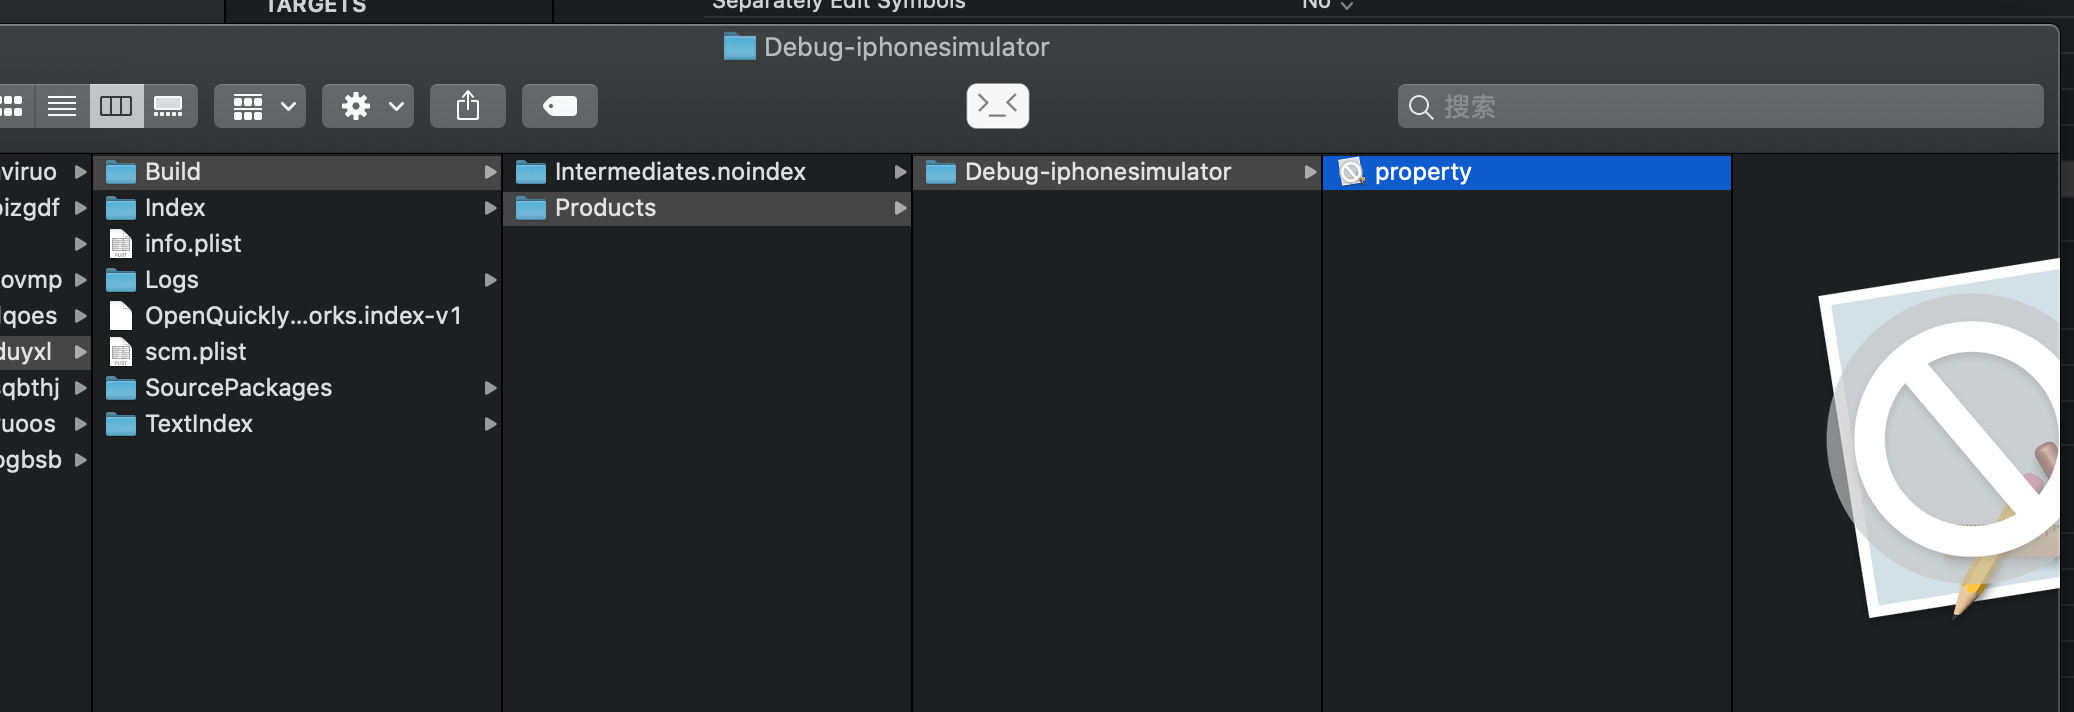 TARGETS
Separately Edit Symbols
No
Debug-iphonesimulator
搜索
viruo
Build
Intermediates.noindex
Debug-iphonesimulator
property
izgdf
Index
Products
info.plist
ovmp
Logs
qoes
OpenQuickly...orks.index-v1
duyxl
scm.plist
qbthj
SourcePackages
uoos
TextIndex
gbsb